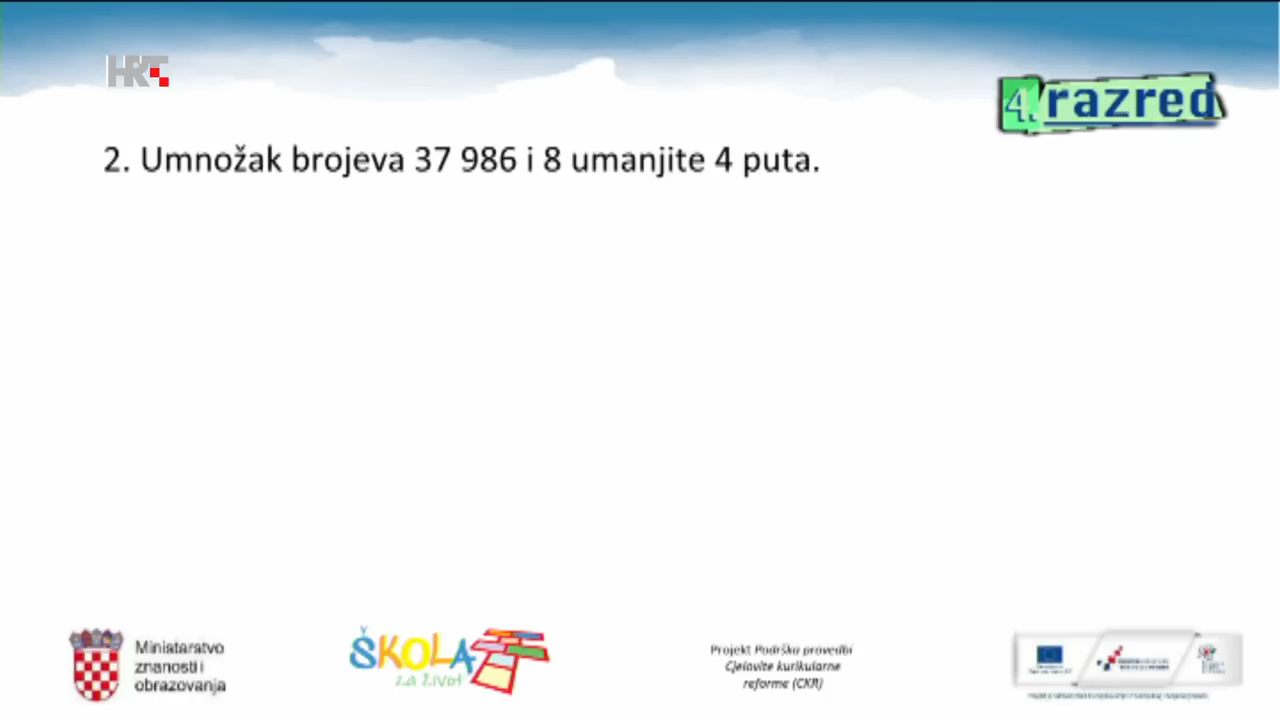 HRT
4. razred
2. Umnožak brojeva 37 986 i 8 umanjite 4 puta.
Ministarstvo
znanosti i
obrazovanja
ŠKOLA
za život
Projekt Podrška provedbi
Cjelovite kurikularne
reforme (CKR)